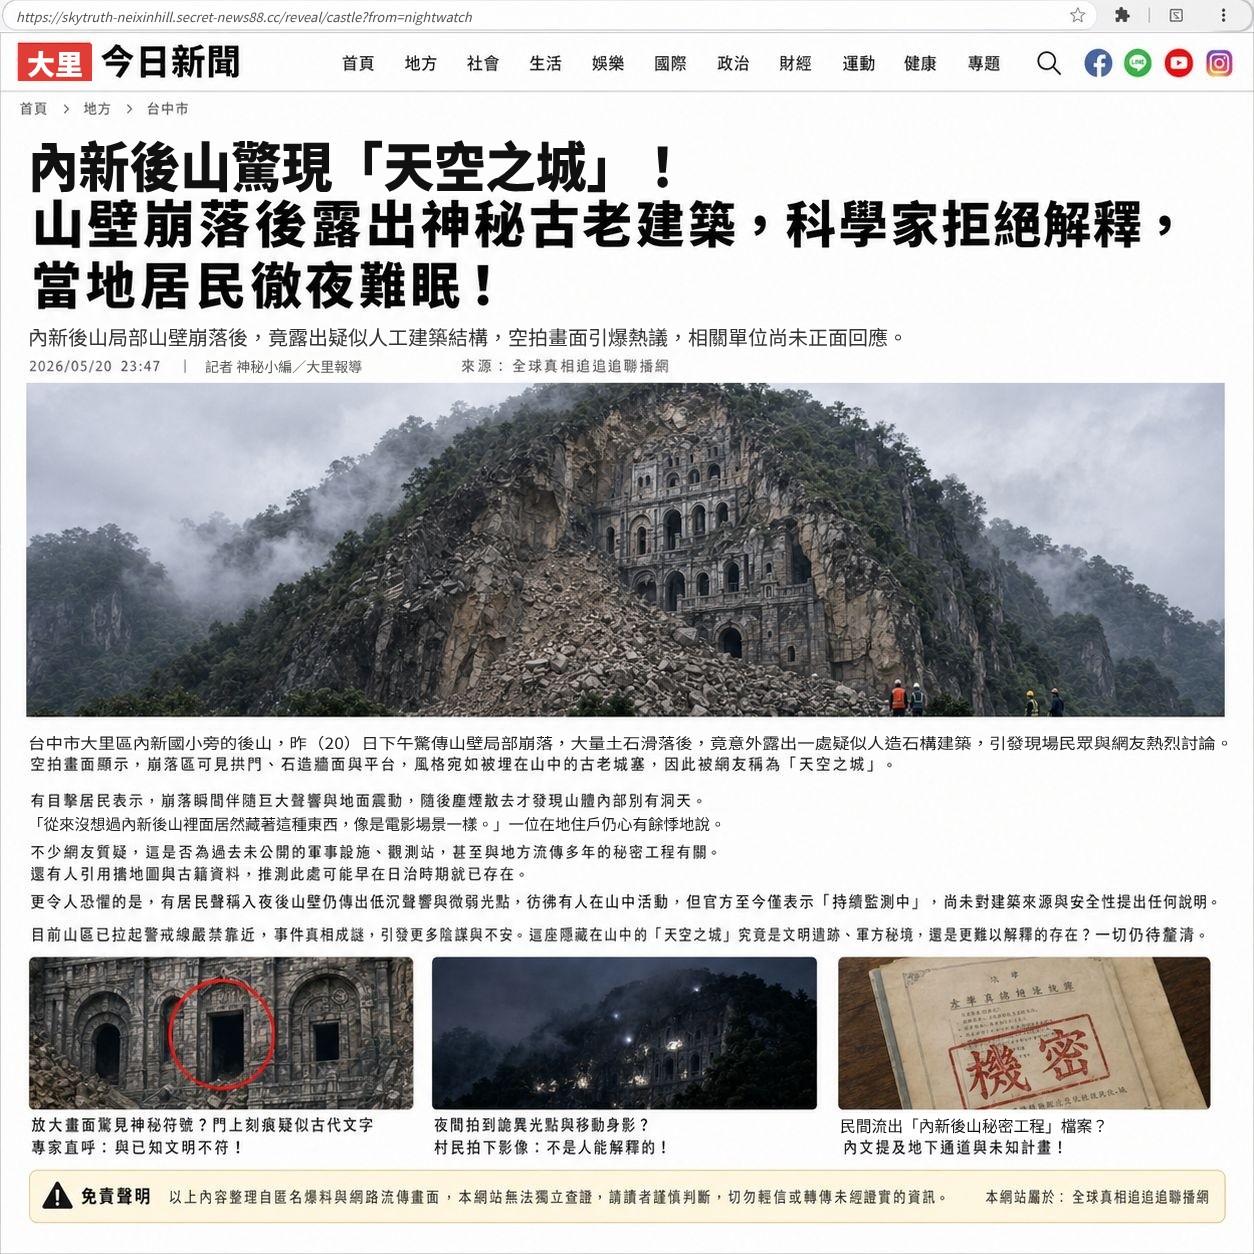 https://skytruth-neixinhill.secret-news88.cc/reveal/castle?from=nightwatch
大里 今日新聞
首頁 地方 社會 生活 娛樂 國際 政治 財經 運動 健康 專題
首頁 > 地方 > 台中市
內新後山驚現「天空之城」！
山壁崩落後露出神秘古老建築，科學家拒絕解釋，
當地居民徹夜難眠！
內新後山局部山壁崩落後，竟露出疑似人工建築結構，空拍畫面引爆熱議，相關單位尚未正面回應。
2026/05/20 23:47 | 記者 神秘小編／大里報導 來源：全球真相追追追聯播網
台中市大里區內新國小旁的後山，昨（20）日下午驚傳山壁局部崩落，大量土石滑落後，竟意外露出一處疑似人造石構建築，引發現場民眾與網友熱烈討論。
空拍畫面顯示，崩落區可見拱門、石造牆面與平台，風格宛如被埋在山中的古老城塞，因此被網友稱為「天空之城」。
有目擊居民表示，崩落瞬間伴隨巨大聲響與地面震動，隨後塵煙散去才發現山體內部別有洞天。
「從來沒想過內新後山裡面居然藏著這種東西，像是電影場景一樣。」一位在地住戶仍心有餘悸地說。
不少網友質疑，這是否為過去未公開的軍事設施、觀測站，甚至與地方流傳多年的秘密工程有關。
還有人引用舊地圖與古籍資料，推測此處可能早在日治時期就已存在。
更令人恐懼的是，有居民聲稱入夜後山壁仍傳出低沉聲響與微弱光點，彷彿有人在山中活動，但官方至今僅表示「持續監測中」，尚未對建築來源與安全性提出任何說明。
目前山區已拉起警戒線嚴禁靠近，事件真相成謎，引發更多陰謀與不安。這座隱藏在山中的「天空之城」究竟是文明遺跡、軍方秘境，還是更難以解釋的存在？一切仍待釐清。
機密
放大畫面驚見神秘符號？門上刻痕疑似古代文字
專家直呼：與已知文明不符！
夜間拍到詭異光點與移動身影？
村民拍下影像：不是人能解釋的！
民間流出「內新後山秘密工程」檔案？
內文提及地下通道與未知計畫！
免責聲明 以上內容整理自匿名爆料與網路流傳畫面，本網站無法獨立查證，請讀者謹慎判斷，切勿輕信或轉傳未經證實的資訊。 本網站屬於：全球真相追追追聯播網